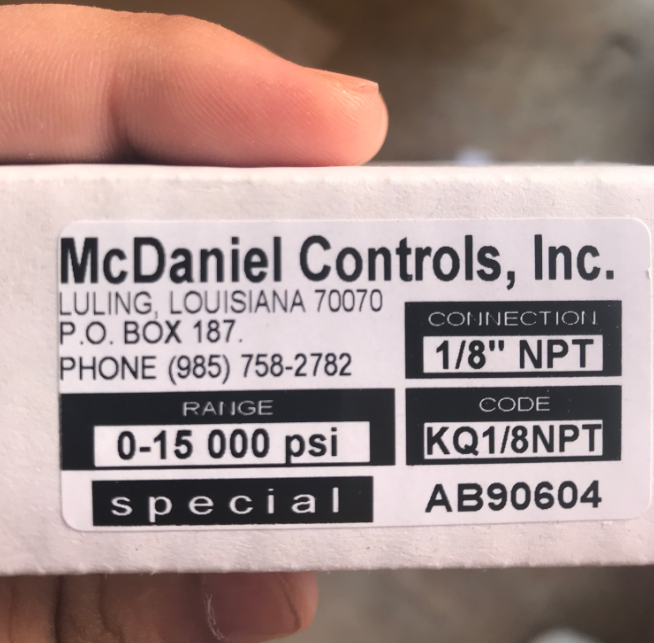 McDaniel Controls, Inc.
LULING, LOUISIANA 70070
P.O. BOX 187.
PHONE (985) 758-2782
CONNECTION
1/8" NPT
RANGE
0-15 000 psi
CODE
KQ1/8NPT
special
AB90604